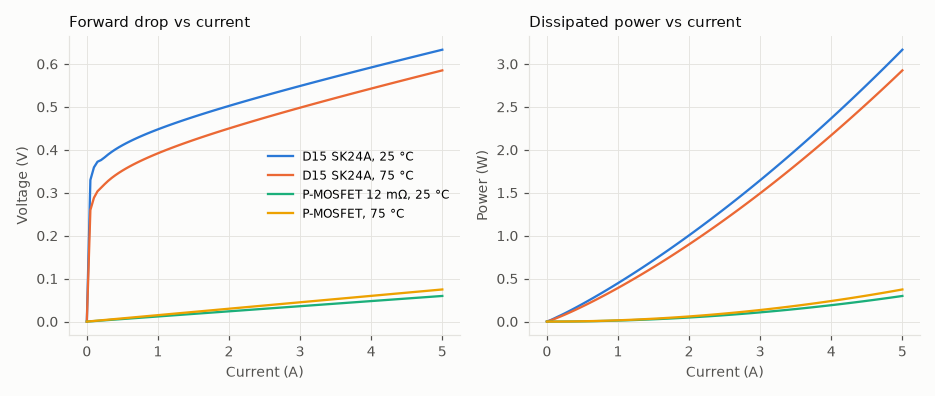 Forward drop vs current
Voltage (V)
0.6
0.5
0.4
0.3
0.2
0.1
0.0
D15 SK24A, 25 °C
D15 SK24A, 75 °C
P-MOSFET 12 mΩ, 25 °C
P-MOSFET, 75 °C
0 1 2 3 4 5
Current (A)
Dissipated power vs current
Power (W)
3.0
2.5
2.0
1.5
1.0
0.5
0.0
0 1 2 3 4 5
Current (A)